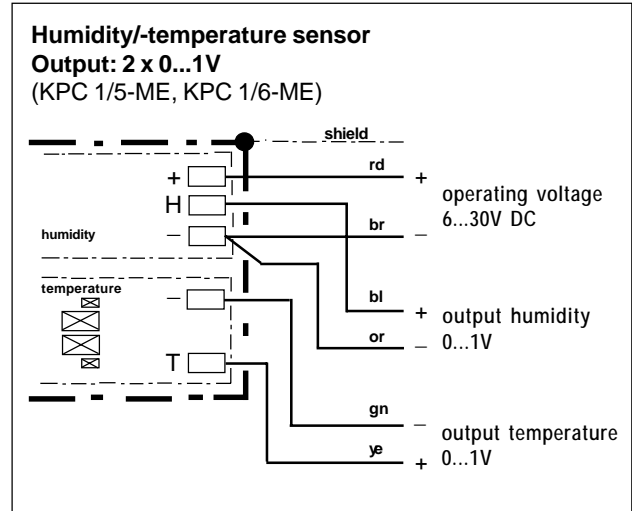 Humidity/-temperature sensor
Output: 2 x 0...1V
(KPC 1/5-ME, KPC 1/6-ME)
shield
rd
+
+
operating voltage
H
6...30V DC
humidity
–
br
–
temperature
–
bl
+
output humidity
or
–
0...1V
T
gn
–
output temperature
ye
+
0...1V